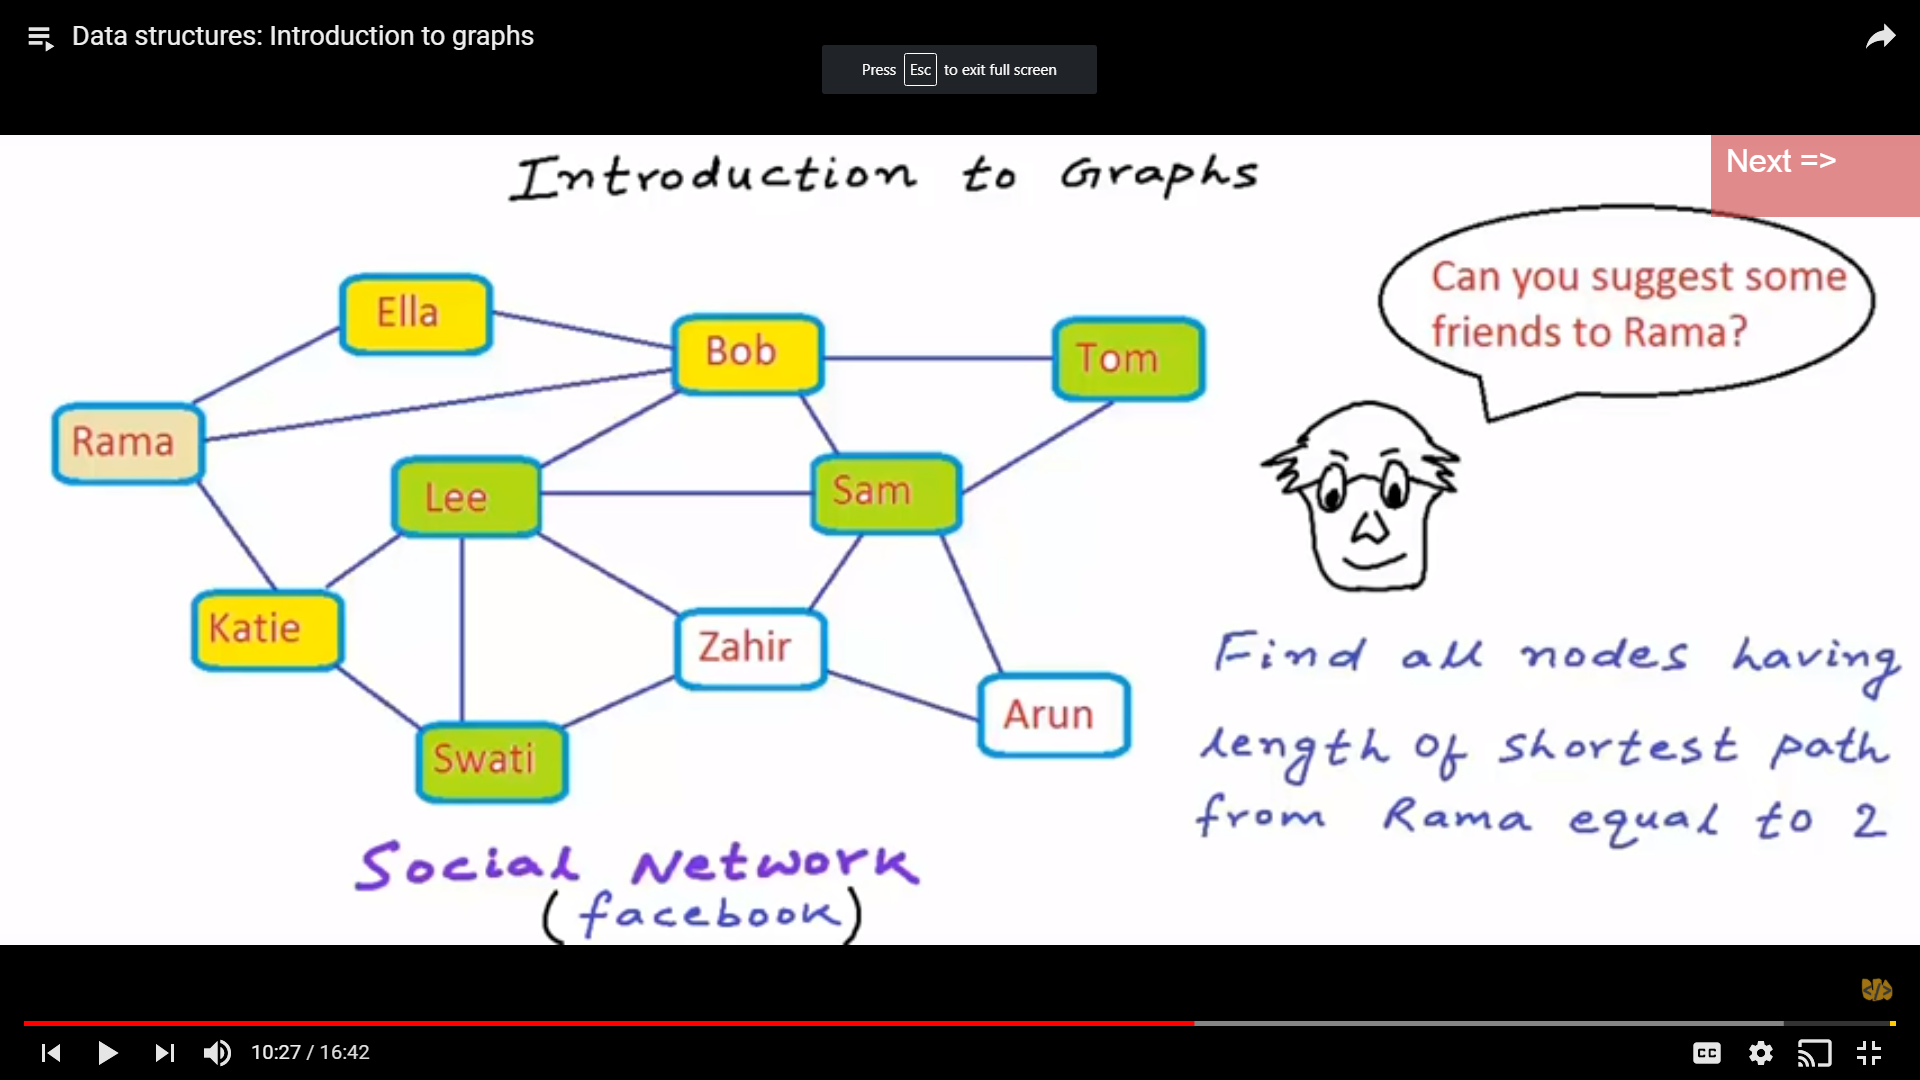 Data structures: Introduction to graphs
Press Esc to exit full screen
Introduction to Graphs
Next =>
Can you suggest some
friends to Rama?
Ella
Bob
Tom
Rama
Lee
Sam
Katie
Zahir
Arun
Swati
Find all nodes having
length of shortest path
from Rama equal to 2
Social Network
(facebook)
10:27 / 16:42
CC